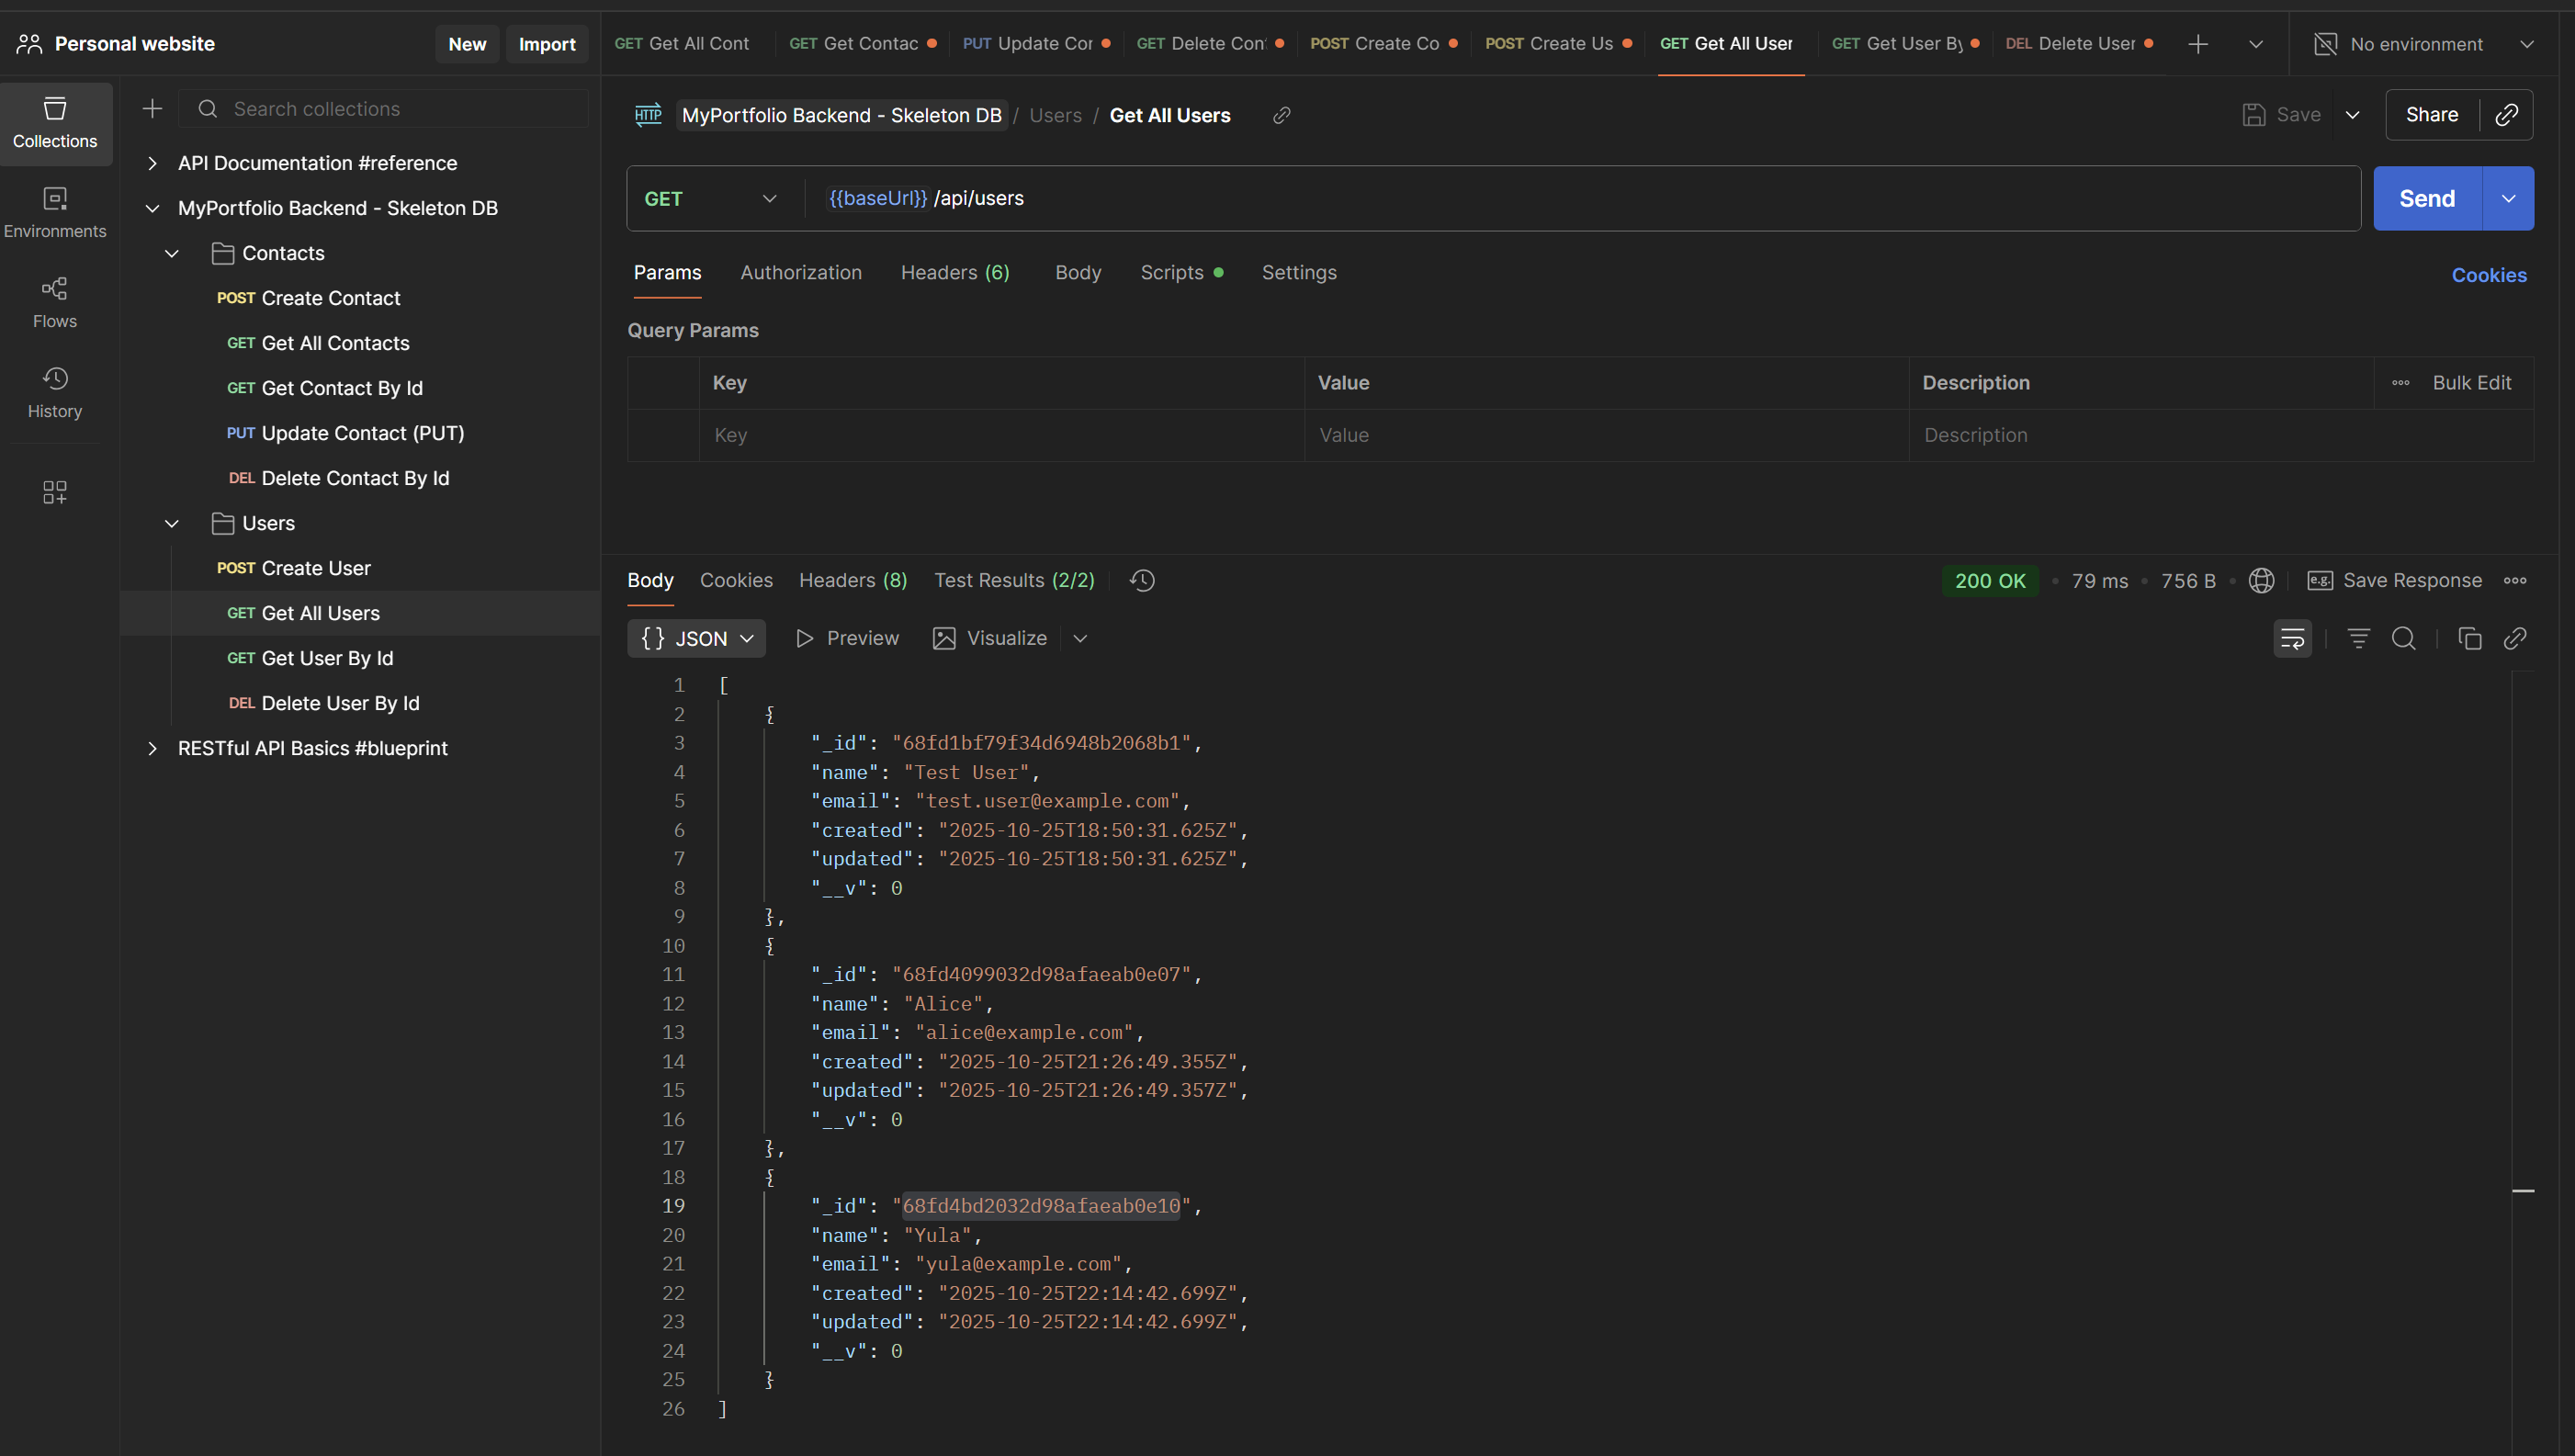 Personal website
New
Import
GET Get All Cont
GET Get Contac
PUT Update Cor
GET Delete Con
POST Create Co
POST Create Us
GET Get All User
GET Get User By
DEL Delete User
No environment
Collections
Environments
Flows
History
Search collections
API Documentation #reference
MyPortfolio Backend - Skeleton DB
Contacts
POST Create Contact
GET Get All Contacts
GET Get Contact By Id
PUT Update Contact (PUT)
DEL Delete Contact By Id
Users
POST Create User
GET Get All Users
GET Get User By Id
DEL Delete User By Id
RESTful API Basics #blueprint
HTTP MyPortfolio Backend - Skeleton DB / Users / Get All Users
Save
Share
GET
{{baseUrl}} /api/users
Send
Params Authorization Headers (6) Body Scripts Settings
Cookies
Query Params
Key Value Description Bulk Edit
Key Value Description
Body Cookies Headers (8) Test Results (2/2)
200 OK • 79 ms • 756 B • e.g. Save Response
{} JSON Preview Visualize
1 [
2 {
3 "_id": "68fd1bf79f34d6948b2068b1",
4 "name": "Test User",
5 "email": "test.user@example.com",
6 "created": "2025-10-25T18:50:31.625Z",
7 "updated": "2025-10-25T18:50:31.625Z",
8 "__v": 0
9 },
10 {
11 "_id": "68fd4099032d98afaeab0e07",
12 "name": "Alice",
13 "email": "alice@example.com",
14 "created": "2025-10-25T21:26:49.355Z",
15 "updated": "2025-10-25T21:26:49.357Z",
16 "__v": 0
17 },
18 {
19 "_id": "68fd4bd2032d98afaeab0e10",
20 "name": "Yula",
21 "email": "yula@example.com",
22 "created": "2025-10-25T22:14:42.699Z",
23 "updated": "2025-10-25T22:14:42.699Z",
24 "__v": 0
25 }
26 ]